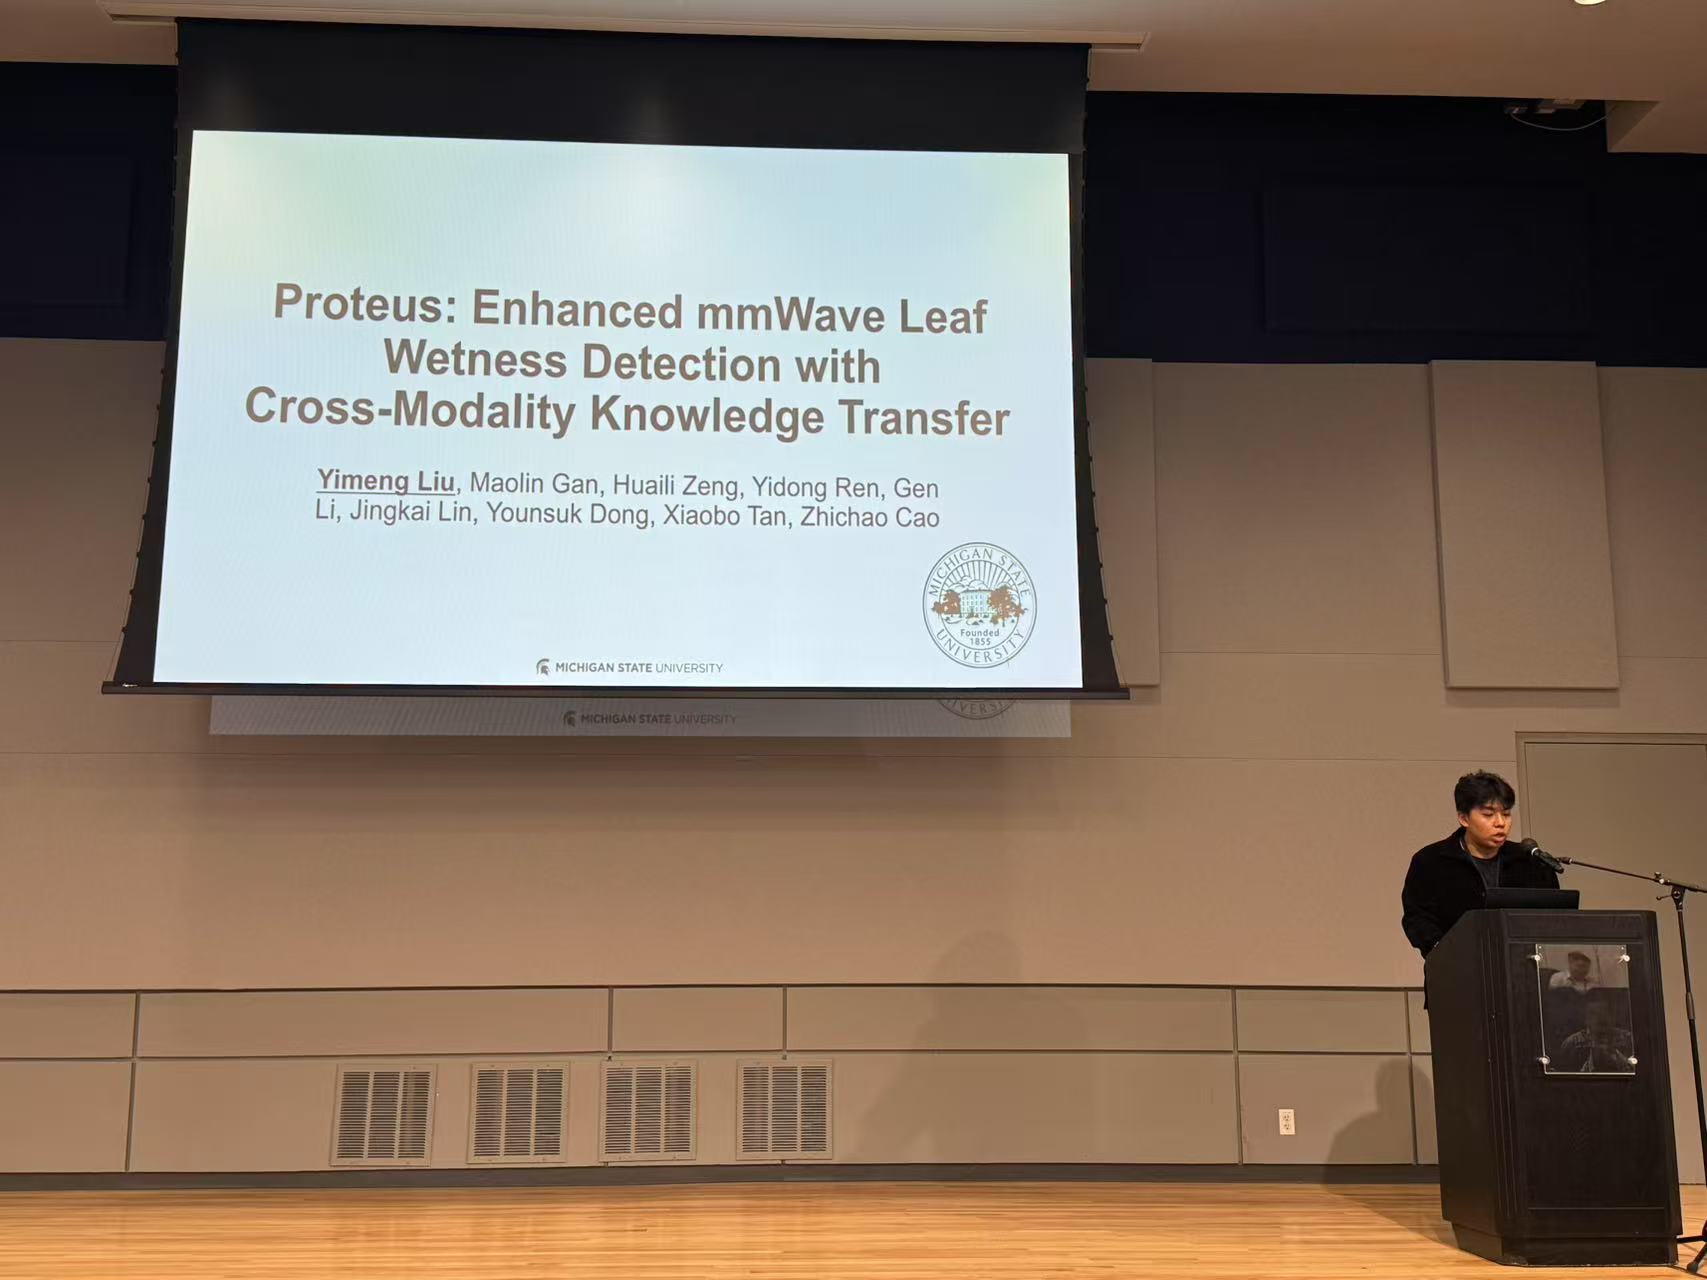 Proteus: Enhanced mmWave Leaf
Wetness Detection with
Cross-Modality Knowledge Transfer
Yimeng Liu, Maolin Gan, Huaili Zeng, Yidong Ren, Gen
Li, Jingkai Lin, Younsuk Dong, Xiaobo Tan, Zhichao Cao
MICHIGAN STATE
Founded
1855
UNIVERSITY
MICHIGAN STATE UNIVERSITY
MICHIGAN STATE UNIVERSITY
IVERS